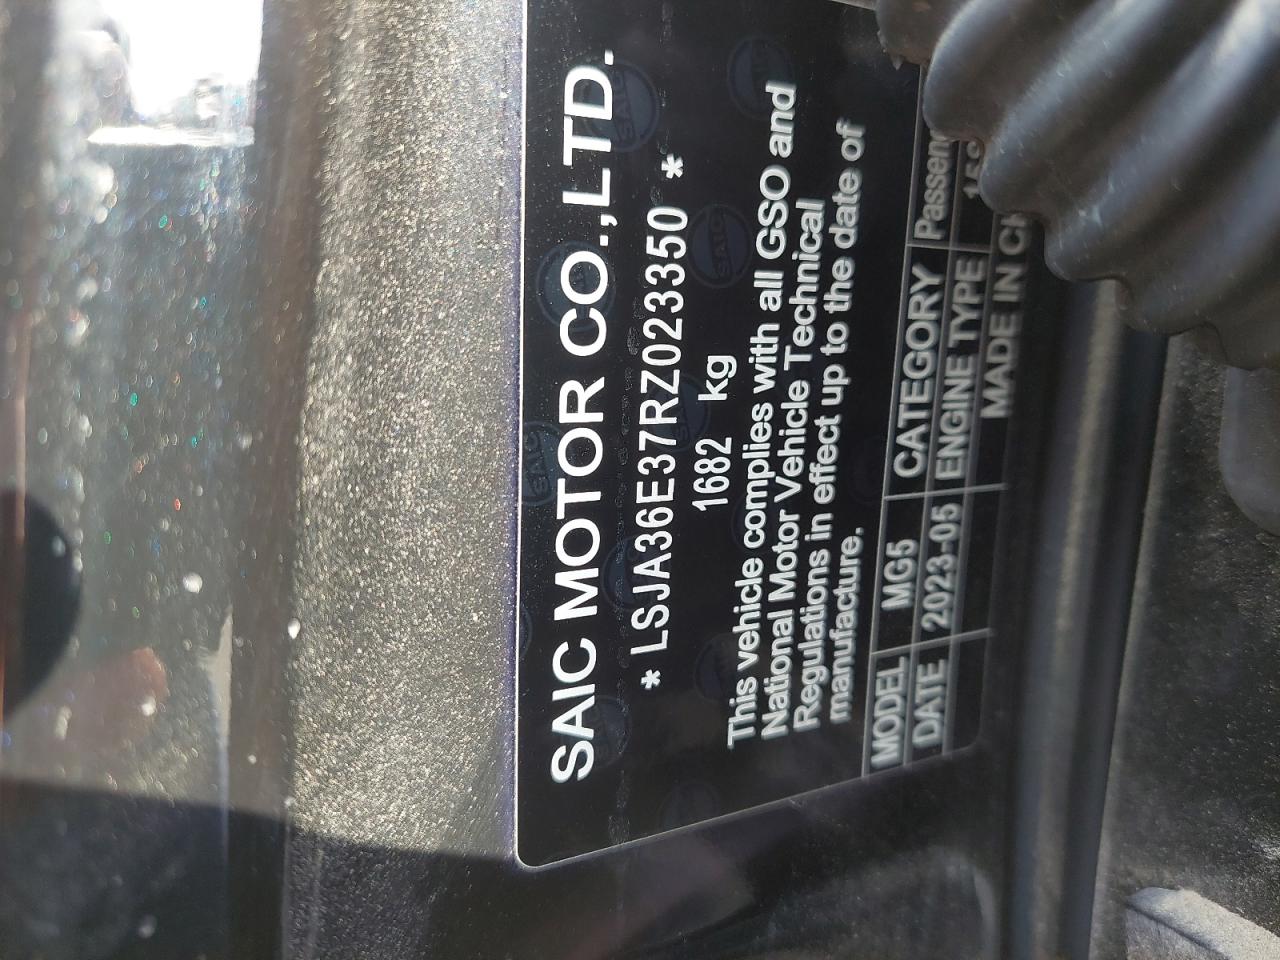 SAIC MOTOR CO.,LTD.
* LSJA36E37RZ023350 *
1682 kg
This vehicle complies with all GSO and
National Motor Vehicle Technical
Regulations in effect up to the date of
manufacture.
MODEL MG5 CATEGORY
DATE 2023-05 ENGINE TYPE
MADE IN